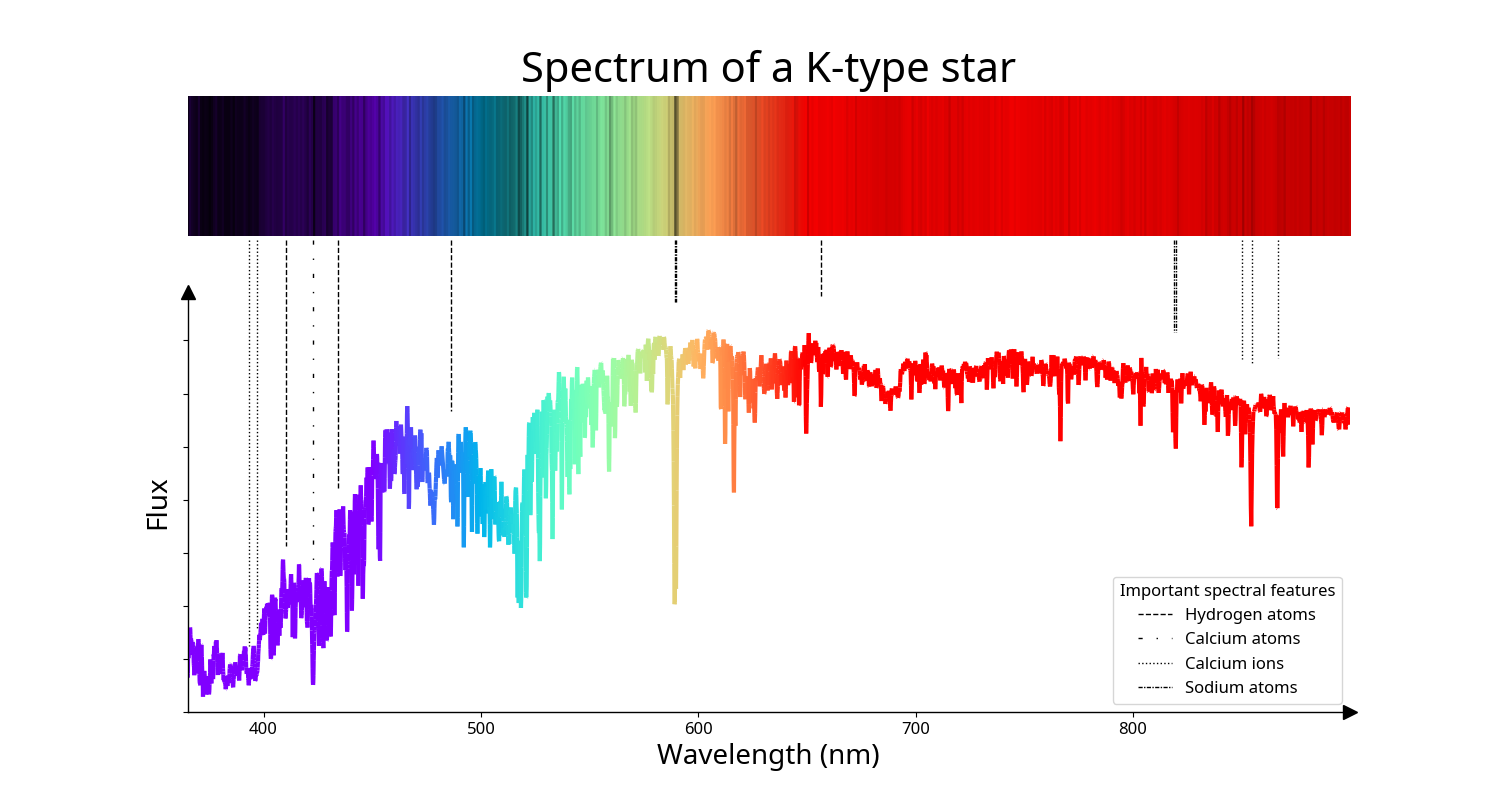 Spectrum of a K-type star
Flux
Important spectral features
Hydrogen atoms
Calcium atoms
Calcium ions
Sodium atoms
400 500 600 700 800
Wavelength (nm)